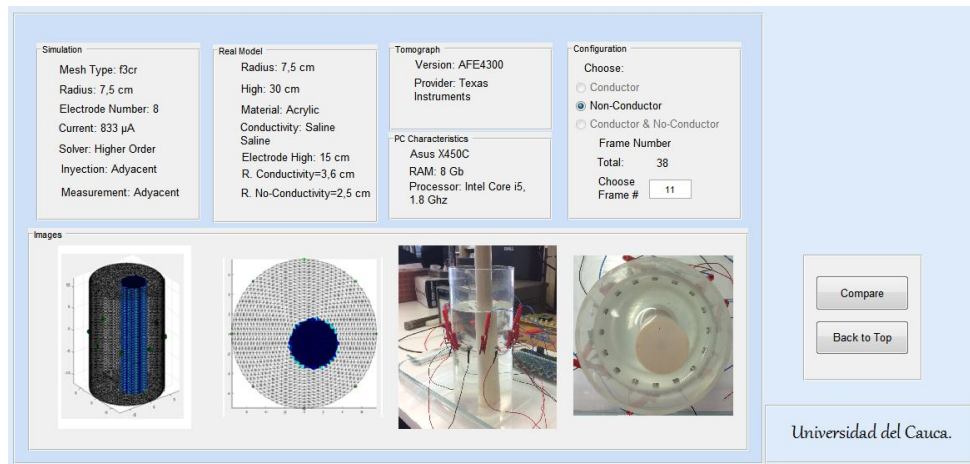 Simulation
Mesh Type: f3cr
Radius: 7,5 cm
Electrode Number: 8
Current: 833 µA
Solver: Higher Order
Inyection: Adyacent
Measurement: Adyacent
Real Model
Radius: 7,5 cm
High: 30 cm
Material: Acrylic
Conductivity: Saline
Saline
Electrode High: 15 cm
R. Conductivity=3,6 cm
R. No-Conductivity=2,5 cm
Tomograph
Version: AFE4300
Provider: Texas
Instruments
PC Characteristics
Asus X450C
RAM: 8 Gb
Processor: Intel Core i5,
1.8 Ghz
Configuration
Choose:
Conductor
Non-Conductor
Conductor & No-Conductor
Frame Number
Total: 38
Choose
Frame # 11
Images
Compare
Back to Top
Universidad del Cauca.